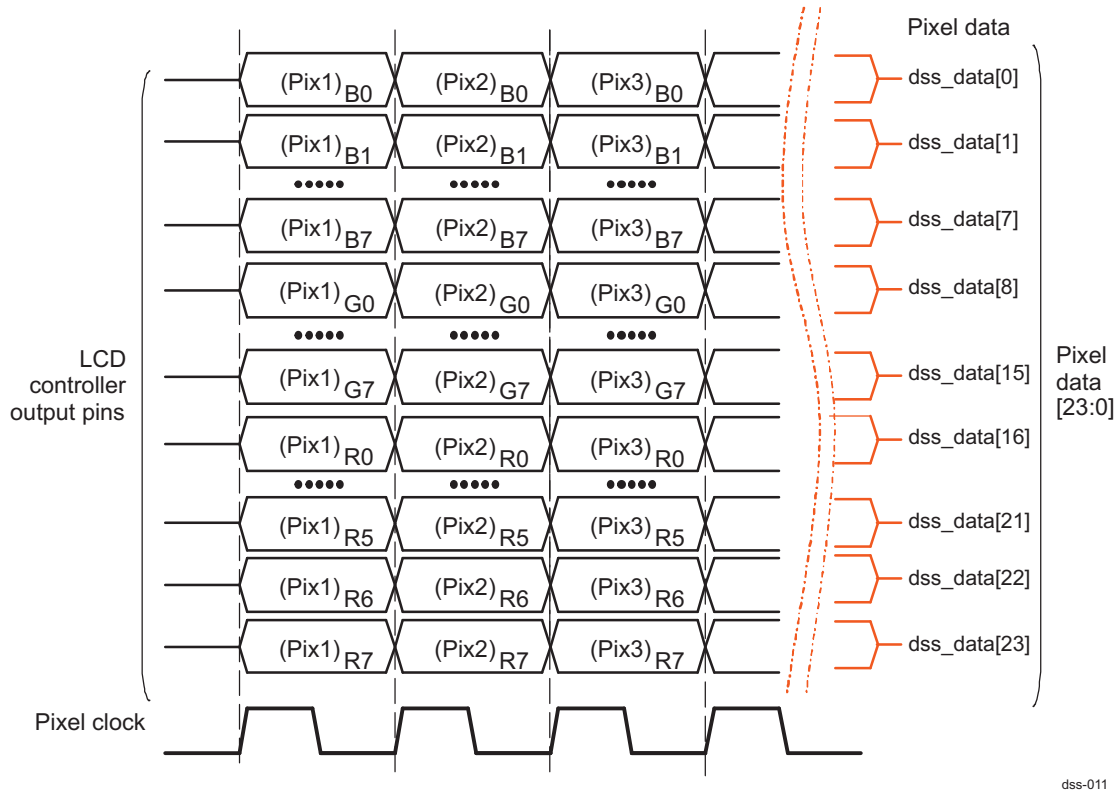 Pixel data
(Pix1)B0 (Pix2)B0 (Pix3)B0 dss_data[0]
(Pix1)B1 (Pix2)B1 (Pix3)B1 dss_data[1]
(Pix1)B7 (Pix2)B7 (Pix3)B7 dss_data[7]
(Pix1)G0 (Pix2)G0 (Pix3)G0 dss_data[8]
LCD
controller
output pins
(Pix1)G7 (Pix2)G7 (Pix3)G7 dss_data[15]
Pixel
data
[23:0]
(Pix1)R0 (Pix2)R0 (Pix3)R0 dss_data[16]
(Pix1)R5 (Pix2)R5 (Pix3)R5 dss_data[21]
(Pix1)R6 (Pix2)R6 (Pix3)R6 dss_data[22]
(Pix1)R7 (Pix2)R7 (Pix3)R7 dss_data[23]
Pixel clock
dss-011